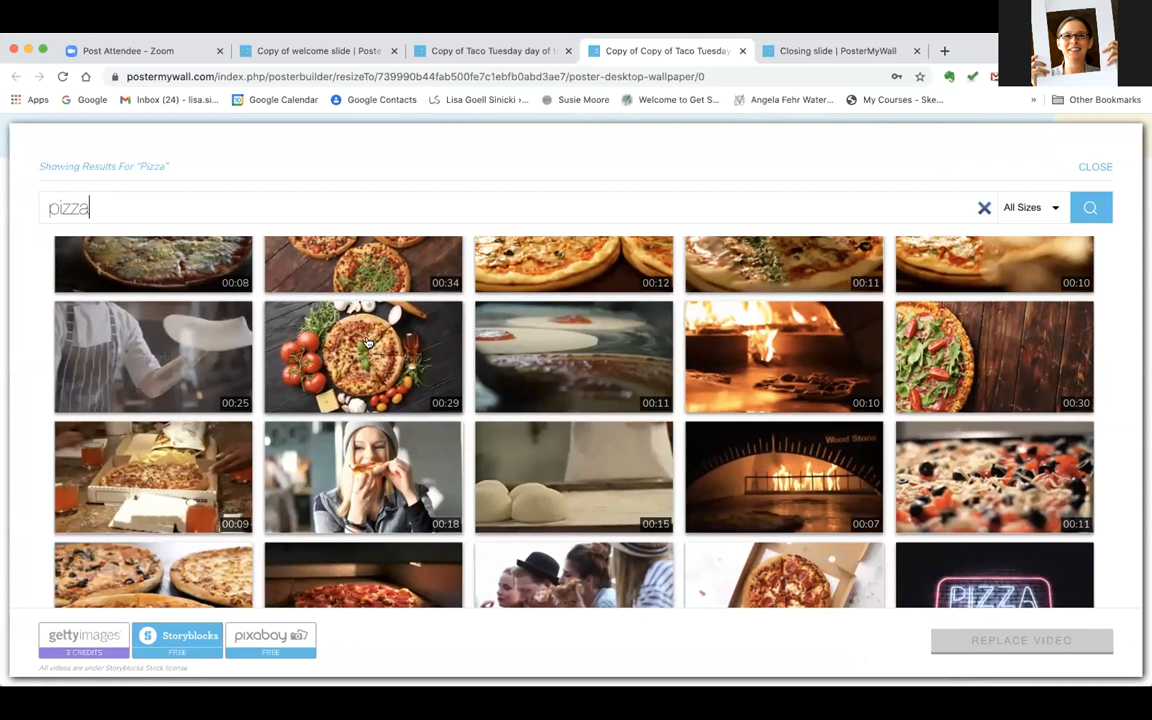 Post Attendee - Zoom
Copy of welcome slide | Poste
Copy of Taco Tuesday day of t
Copy of Copy of Taco Tuesday
Closing slide | PosterMyWall
postermywall.com/index.php/posterbuilder/resizeTo/739990b44fab500fe7c1ebfb0abd3ae7/poster-desktop-wallpaper/0
Apps
Google
Inbox (24) - lisa.si...
Google Calendar
Google Contacts
LS Lisa Goell Sinicki ›...
Susie Moore
Welcome to Get S...
Angela Fehr Water...
My Courses - Ske...
»
Other Bookmarks
Showing Results For "Pizza"
CLOSE
pizza
All Sizes
00:08
00:34
00:12
00:11
00:10
00:25
00:29
00:11
00:10
00:30
00:09
00:18
00:15
Wood Stone
00:07
00:11
PIZZA
gettyimages
3 CREDITS
S Storyblocks
FREE
pixabay
FREE
REPLACE VIDEO
All videos are under Storyblocks Stock license